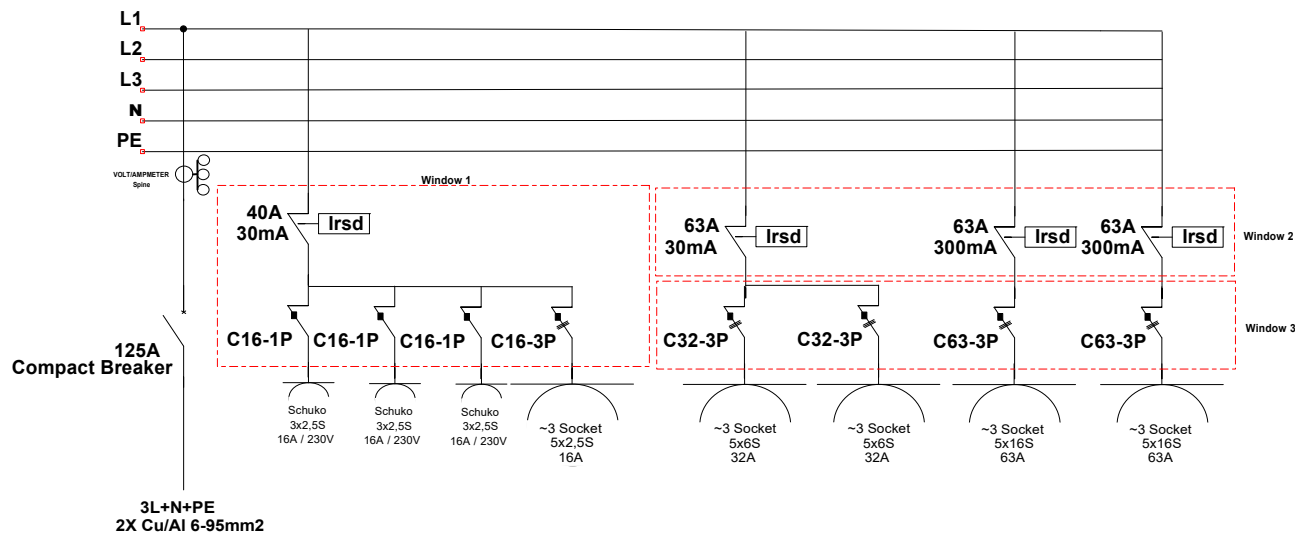 L1
L2
L3
N
PE
VOLT/AMPMETER
Spine
Window 1
40A
30mA
Irsd
63A
30mA
Irsd
63A
300mA
Irsd
63A
300mA
Irsd
Window 2
C16-1P
C16-1P
C16-1P
C16-3P
C32-3P
C32-3P
C63-3P
C63-3P
Window 3
125A
Compact Breaker
Schuko
3x2,5S
16A / 230V
Schuko
3x2,5S
16A / 230V
Schuko
3x2,5S
16A / 230V
~3 Socket
5x2,5S
16A
~3 Socket
5x6S
32A
~3 Socket
5x6S
32A
~3 Socket
5x16S
63A
~3 Socket
5x16S
63A
3L+N+PE
2X Cu/Al 6-95mm2